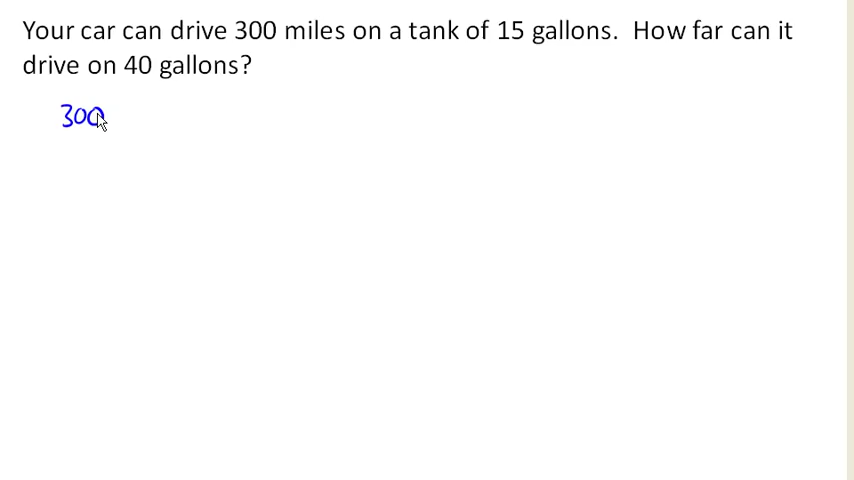 Your car can drive 300 miles on a tank of 15 gallons. How far can it
drive on 40 gallons?
300